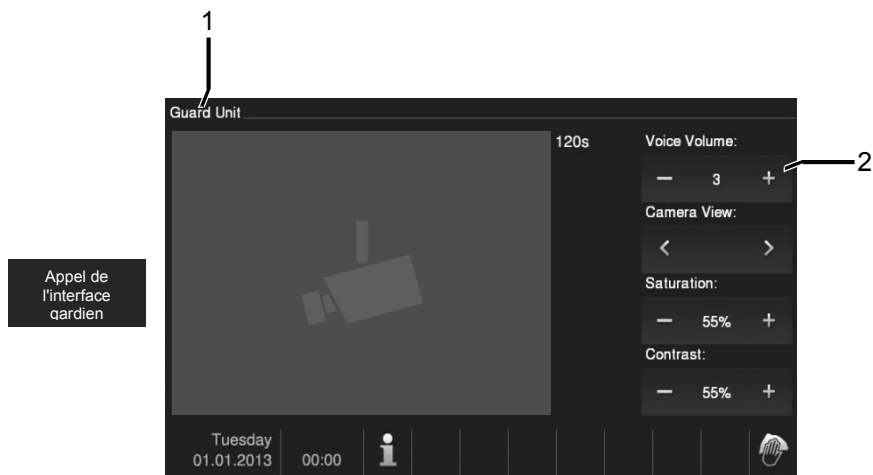 1
Guard Unit
120s
Voice Volume:
− 3 +
2
Camera View:
< >
Saturation:
− 55% +
Contrast:
− 55% +
Appel de
l'interface
gardien
Tuesday
01.01.2013
00:00
i